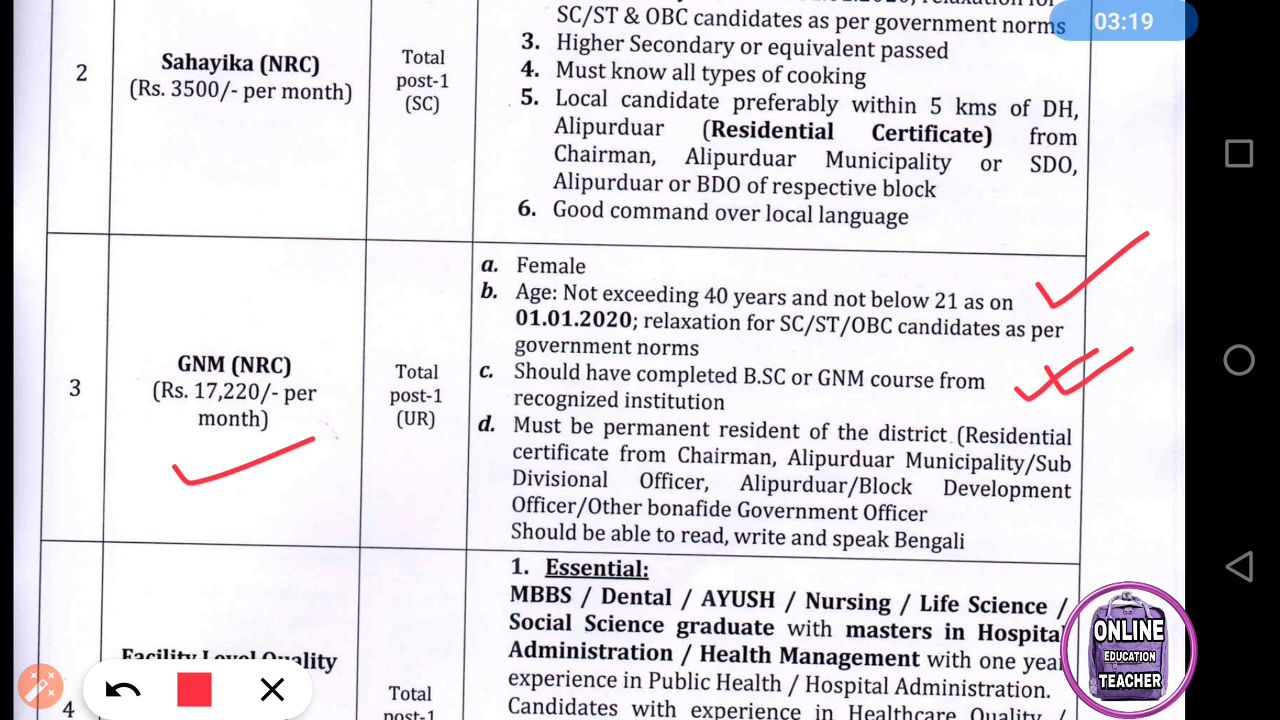 03:19
SC/ST & OBC candidates as per government norms
3. Higher Secondary or equivalent passed
4. Must know all types of cooking
5. Local candidate preferably within 5 kms of DH,
Alipurduar (Residential Certificate) from
Chairman, Alipurduar Municipality or SDO,
Alipurduar or BDO of respective block
6. Good command over local language
2
Sahayika (NRC)
(Rs. 3500/- per month)
Total
post-1
(SC)
3
GNM (NRC)
(Rs. 17,220/- per
month)
Total
post-1
(UR)
a. Female
b. Age: Not exceeding 40 years and not below 21 as on
01.01.2020; relaxation for SC/ST/OBC candidates as per
government norms
c. Should have completed B.SC or GNM course from
recognized institution
d. Must be permanent resident of the district (Residential
certificate from Chairman, Alipurduar Municipality/Sub
Divisional Officer, Alipurduar/Block Development
Officer/Other bonafide Government Officer
Should be able to read, write and speak Bengali
4
Facility Level Quality
Total
post-1
1. Essential:
MBBS / Dental / AYUSH / Nursing / Life Science /
Social Science graduate with masters in Hospital
Administration / Health Management with one year
experience in Public Health / Hospital Administration.
Candidates with experience in Healthcare Quality /
ONLINE
EDUCATION
TEACHER